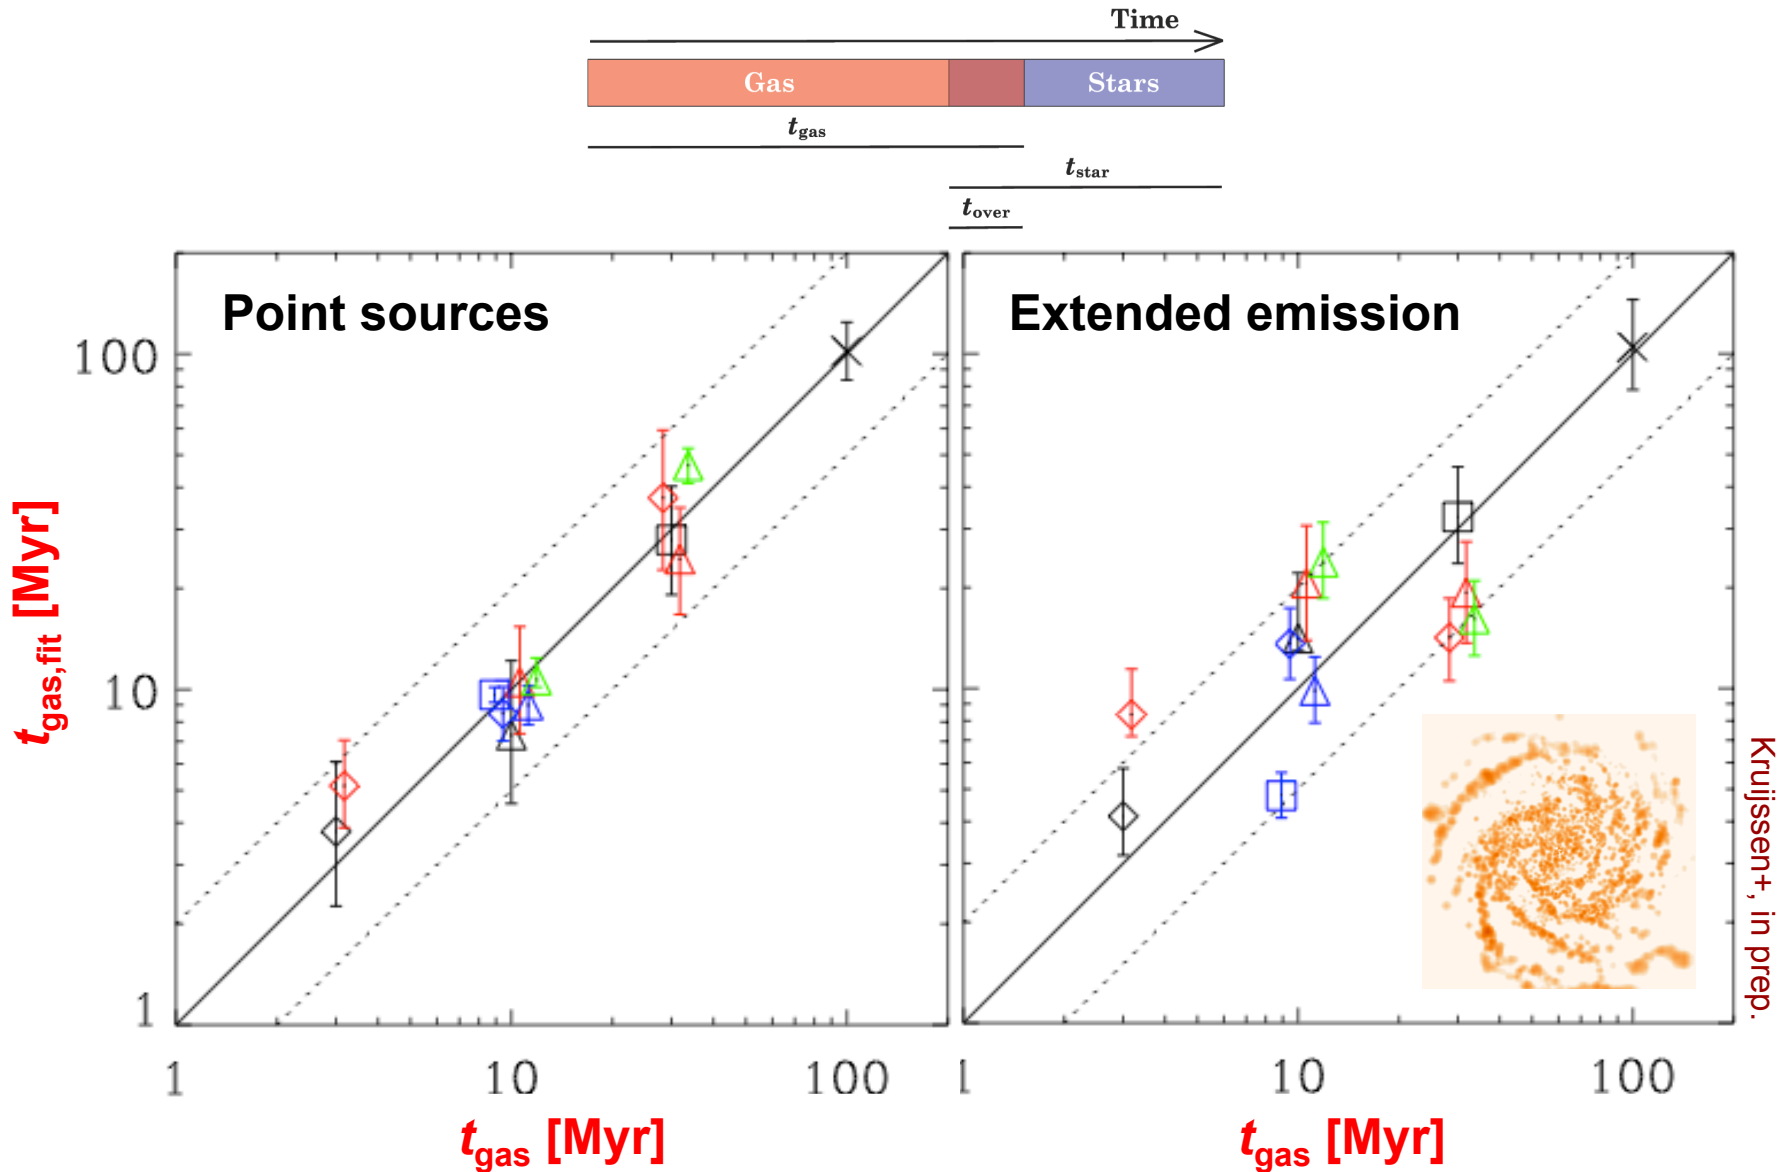 Time
Gas Stars
tgas
tstar
tover
Point sources
Extended emission
100
10
1
tgas,fit [Myr]
1 10 100
1 10 100
tgas [Myr]
tgas [Myr]
Kruijssen+, in prep.